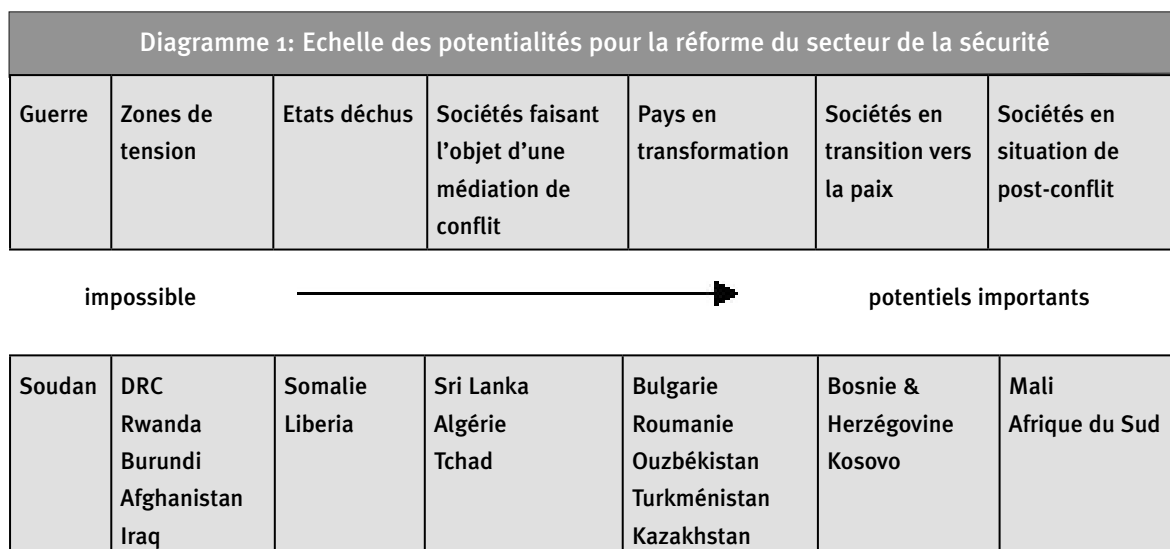 Diagramme 1: Echelle des potentialités pour la réforme du secteur de la sécurité
Guerre
Zones de
tension
Etats déchus
Sociétés faisant
l’objet d’une
médiation de
conflit
Pays en
transformation
Sociétés en
transition vers
la paix
Sociétés en
situation de
post-conflit
impossible
potentiels importants
Soudan
DRC
Rwanda
Burundi
Afghanistan
Iraq
Somalie
Liberia
Sri Lanka
Algérie
Tchad
Bulgarie
Roumanie
Ouzbékistan
Turkménistan
Kazakhstan
Bosnie &
Herzégovine
Kosovo
Mali
Afrique du Sud